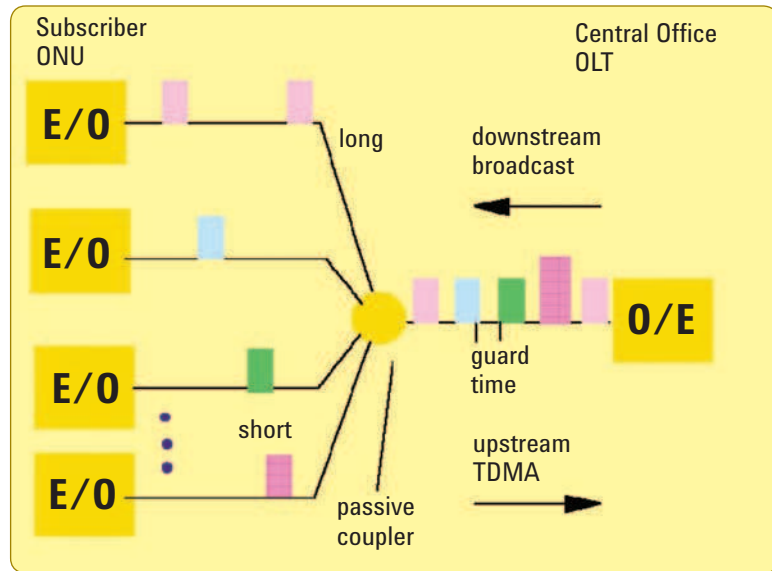 Subscriber
ONU
Central Office
OLT
E/O
long
downstream
broadcast
E/O
O/E
guard
time
E/O
short
upstream
TDMA
E/O
passive
coupler